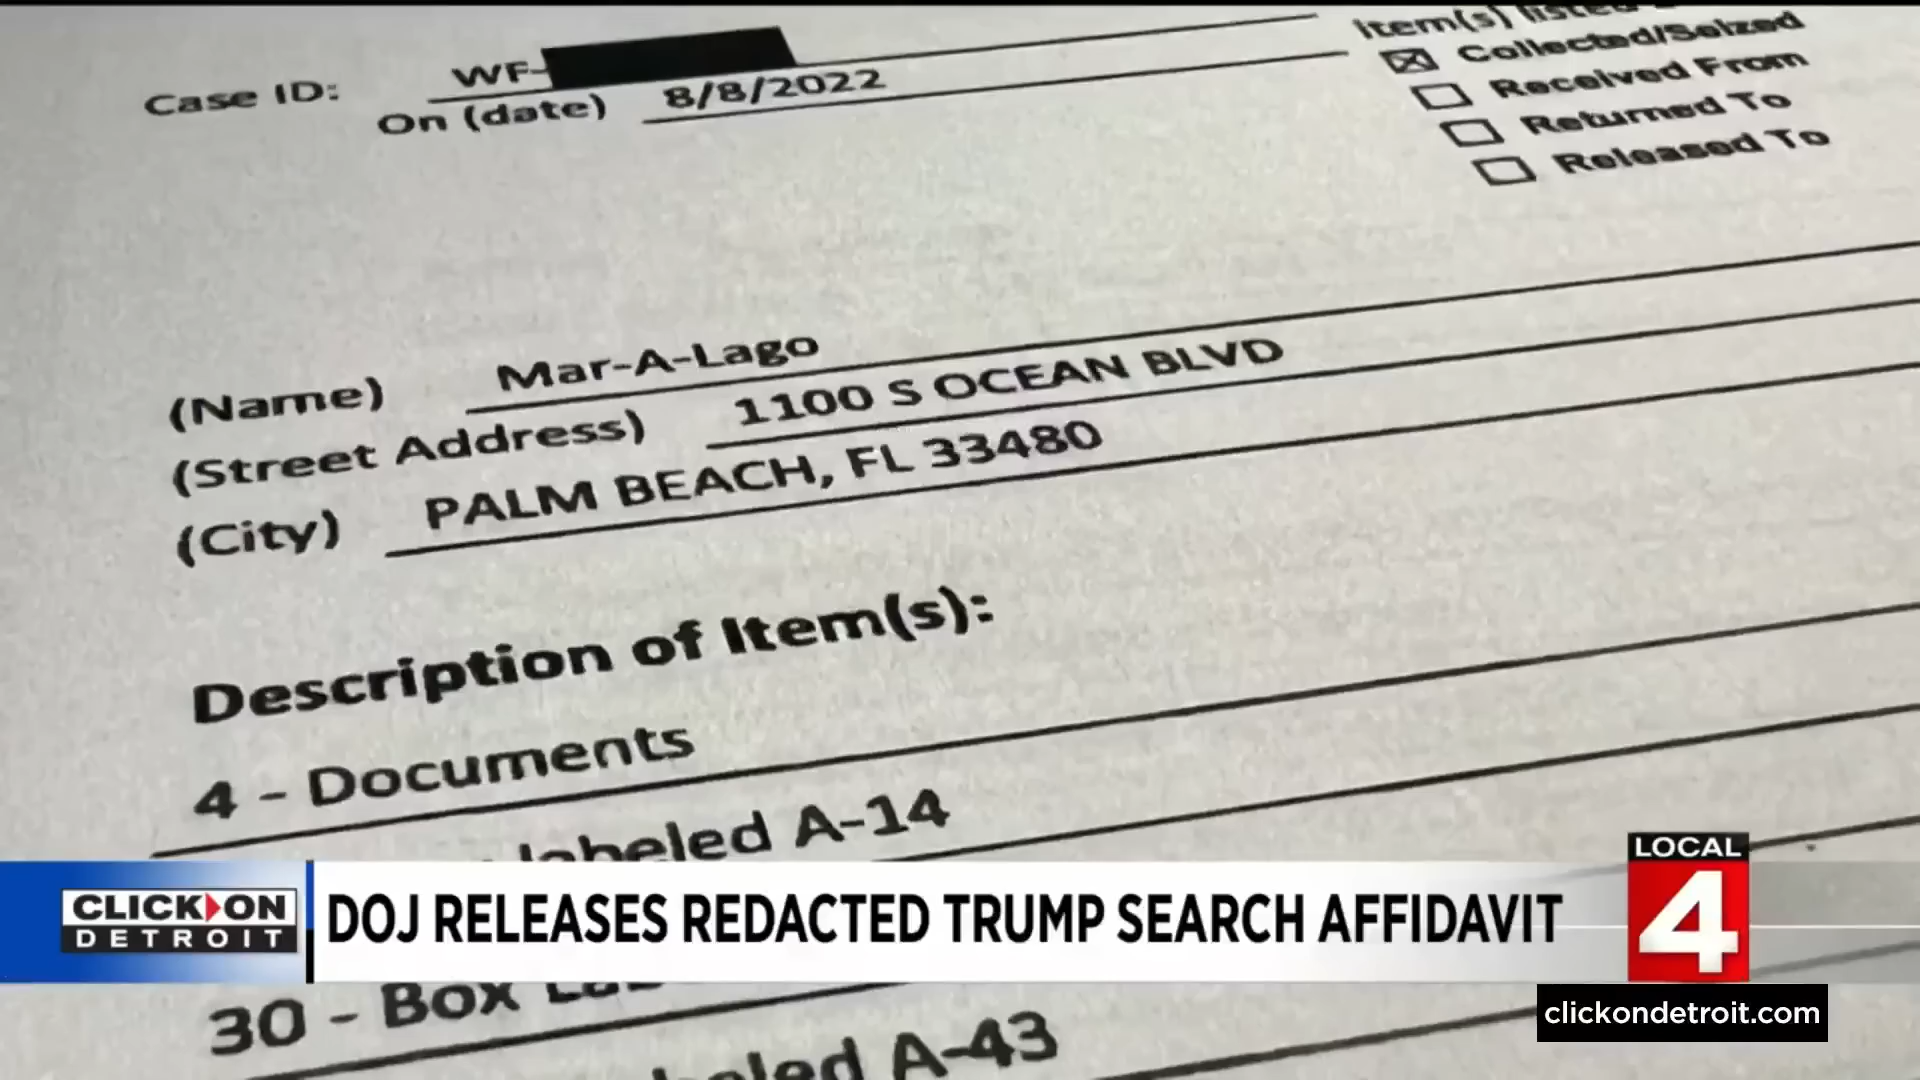 Item(s) listed
Case ID: WF-
Collected/Seized
On (date) 8/8/2022
Received From
Returned To
Released To
(Name) Mar-A-Lago
(Street Address) 1100 S OCEAN BLVD
(City) PALM BEACH, FL 33480
Description of Item(s):
4 - Documents
labeled A-14
CLICK ON
DETROIT
DOJ RELEASES REDACTED TRUMP SEARCH AFFIDAVIT
LOCAL
4
30 - Box
A-43
clickondetroit.com